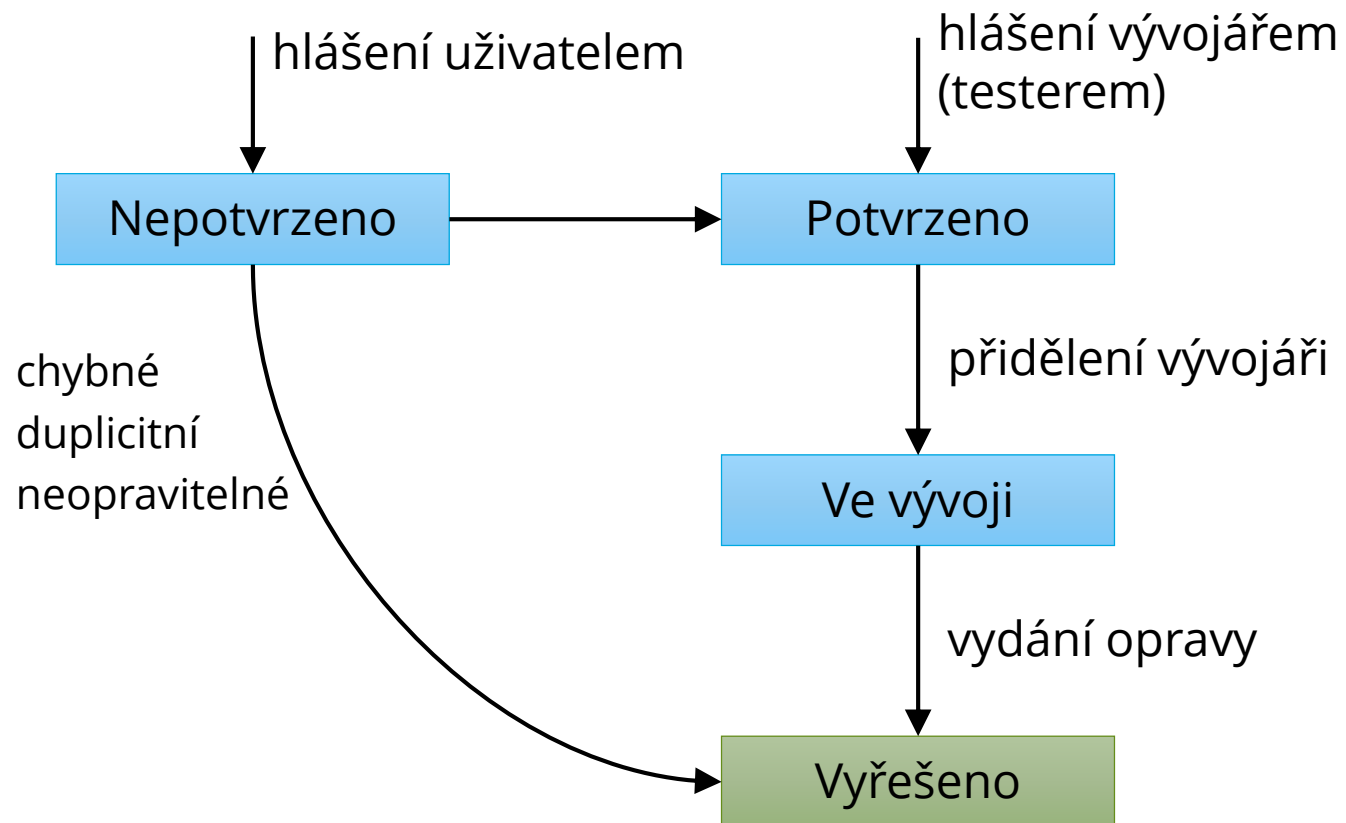 hlášení uživatelem
hlášení vývojářem
(testerem)
Nepotvrzeno
Potvrzeno
přidělení vývojáři
chybné
duplicitní
neopravitelné
Ve vývoji
vydání opravy
Vyřešeno